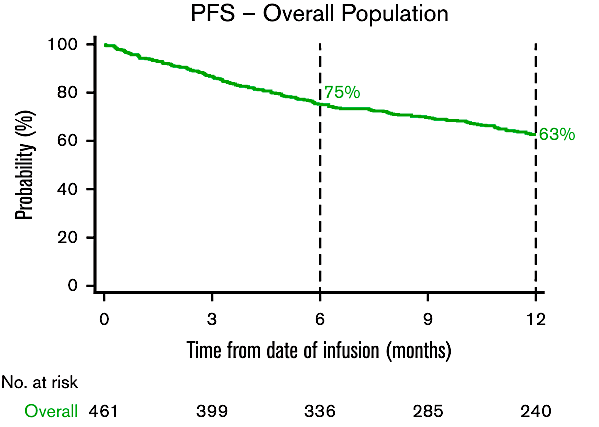 PFS – Overall Population
100
80
60
40
20
0
Probability (%)
75%
63%
0 3 6 9 12
Time from date of infusion (months)
No. at risk
Overall 461 399 336 285 240